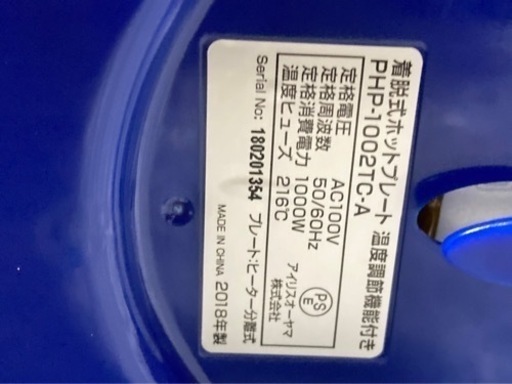 着脱式ホットプレート 温度調節機能付き
PHP-1002TC-A
定格電圧 AC100V
定格周波数 50/60Hz
定格消費電力 1000W
温度ヒューズ 216℃
PS
E
アイリスオーヤマ
株式会社
Serial No: 180201354 プレート:ヒーター分離式
MADE IN CHINA 2018年製